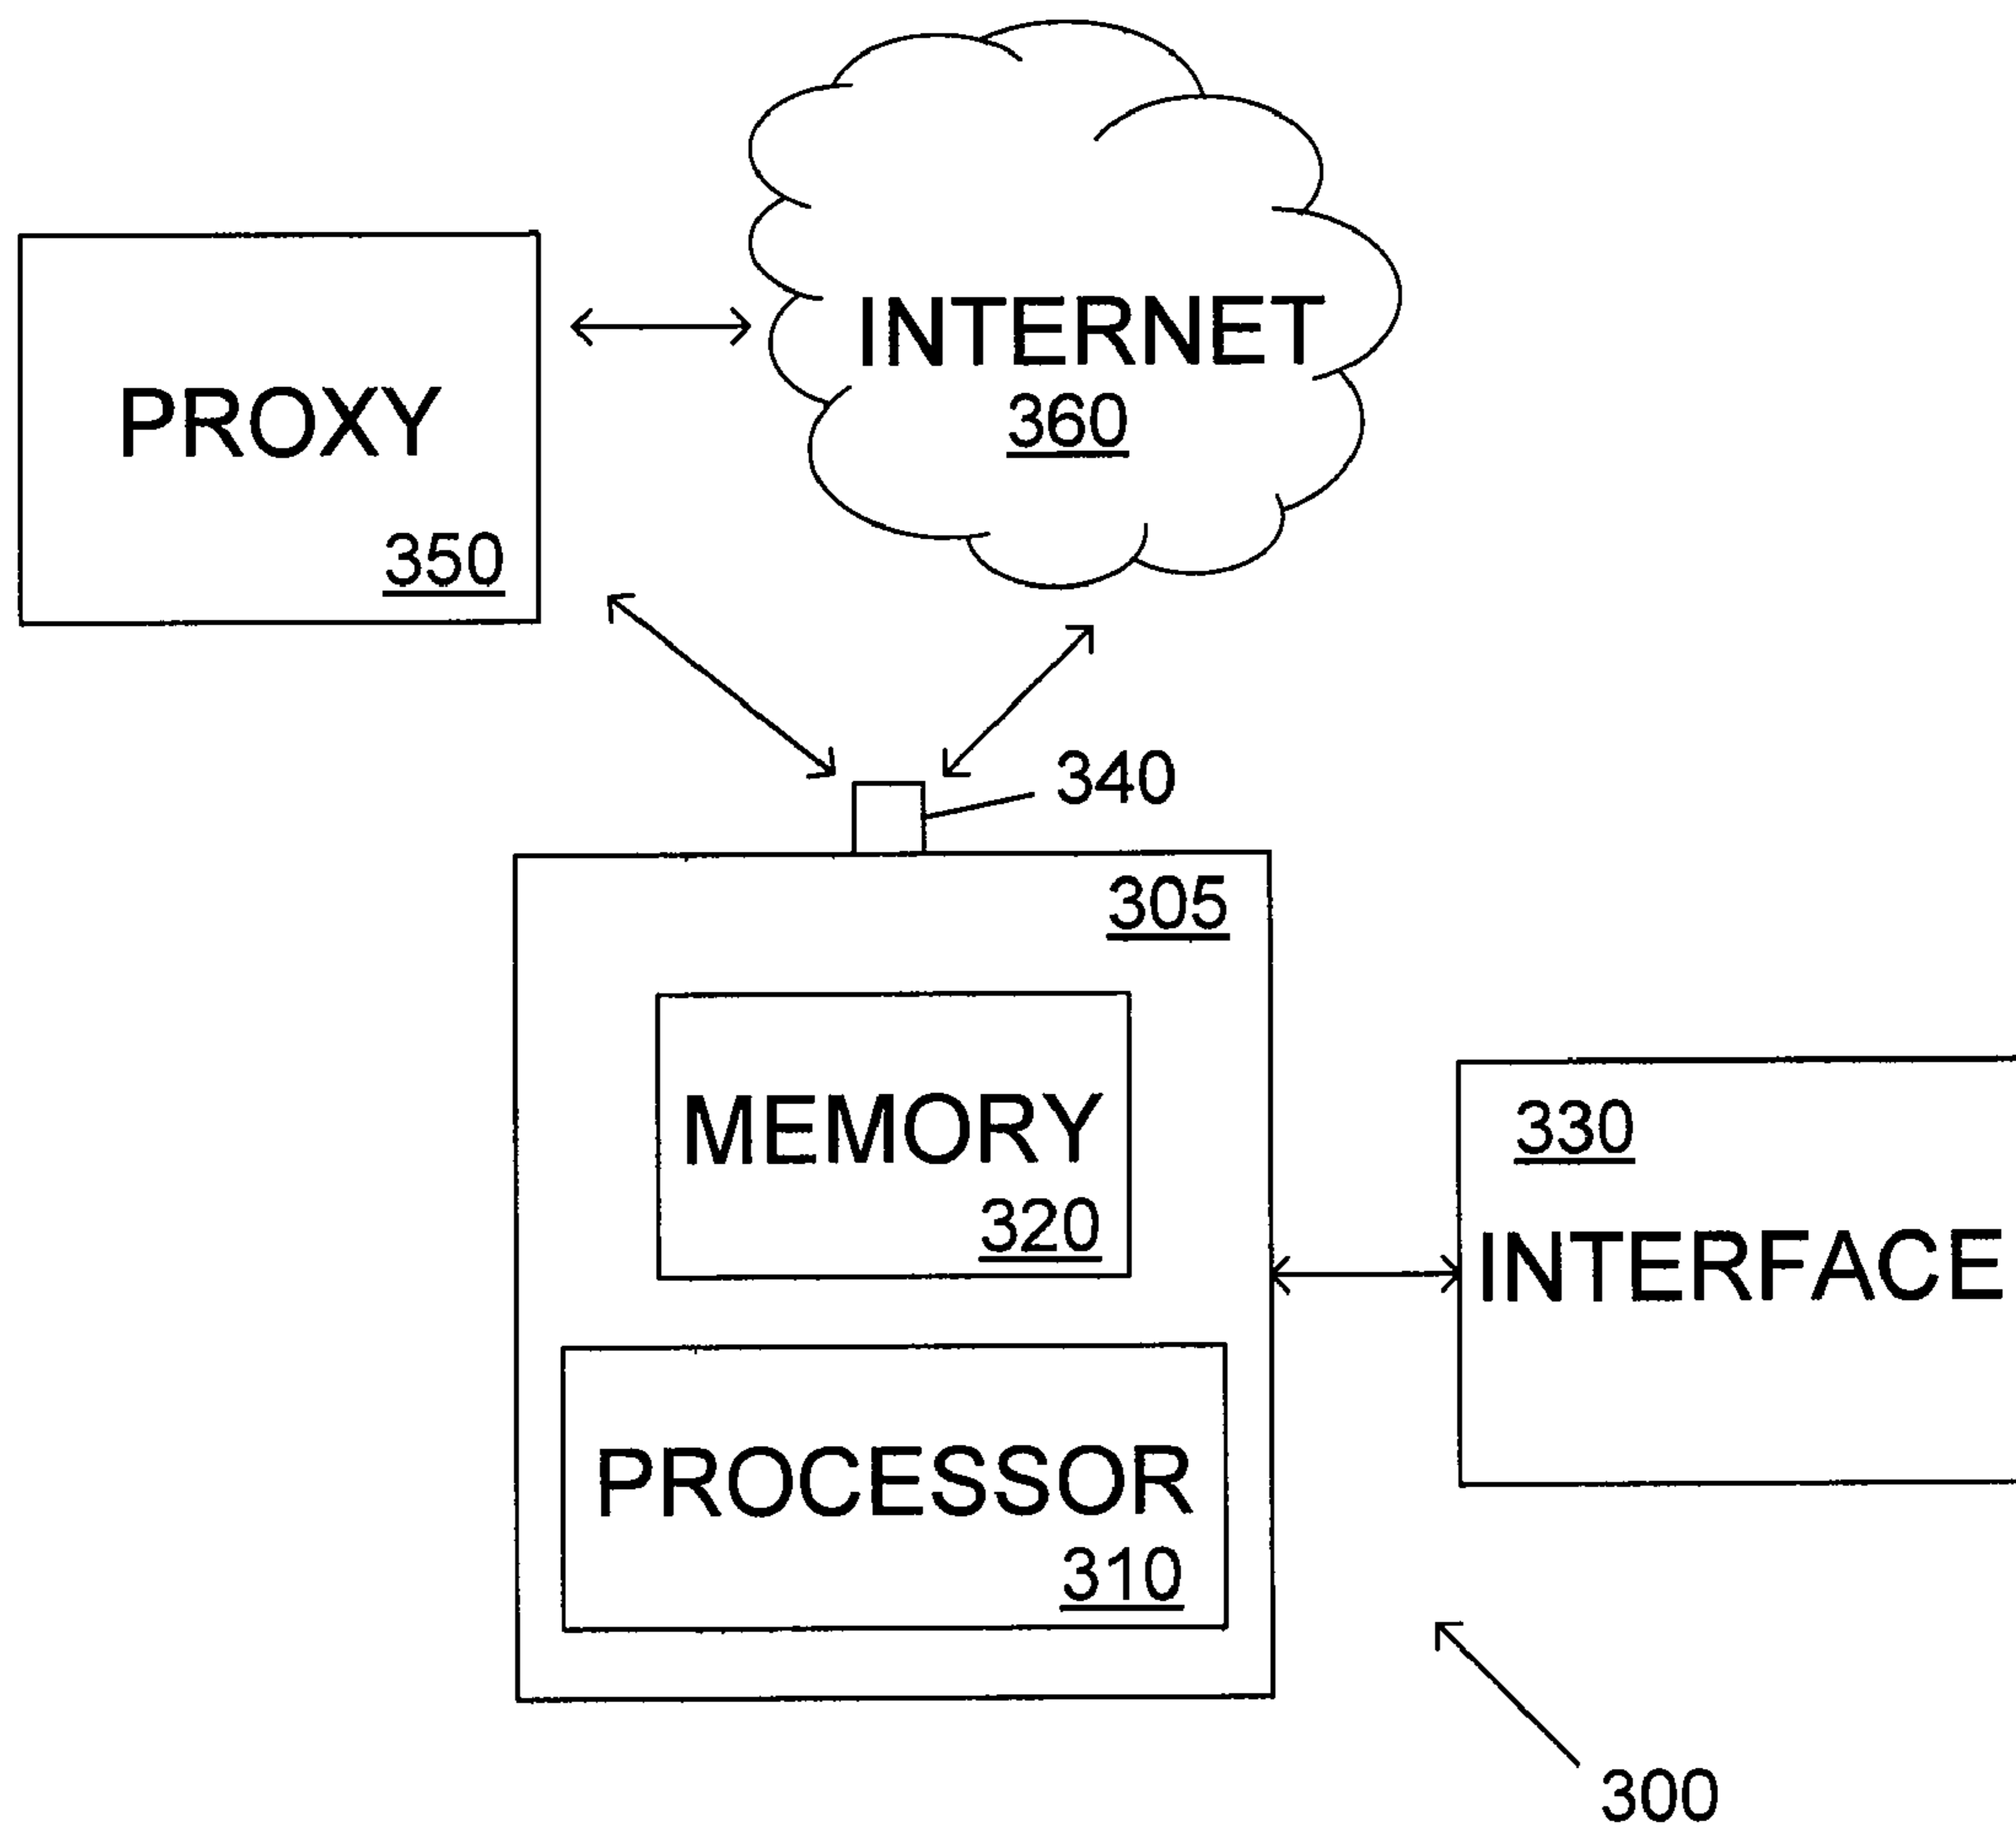 INTERNET
360
PROXY
350
340
305
MEMORY
320
330
INTERFACE
PROCESSOR
310
300